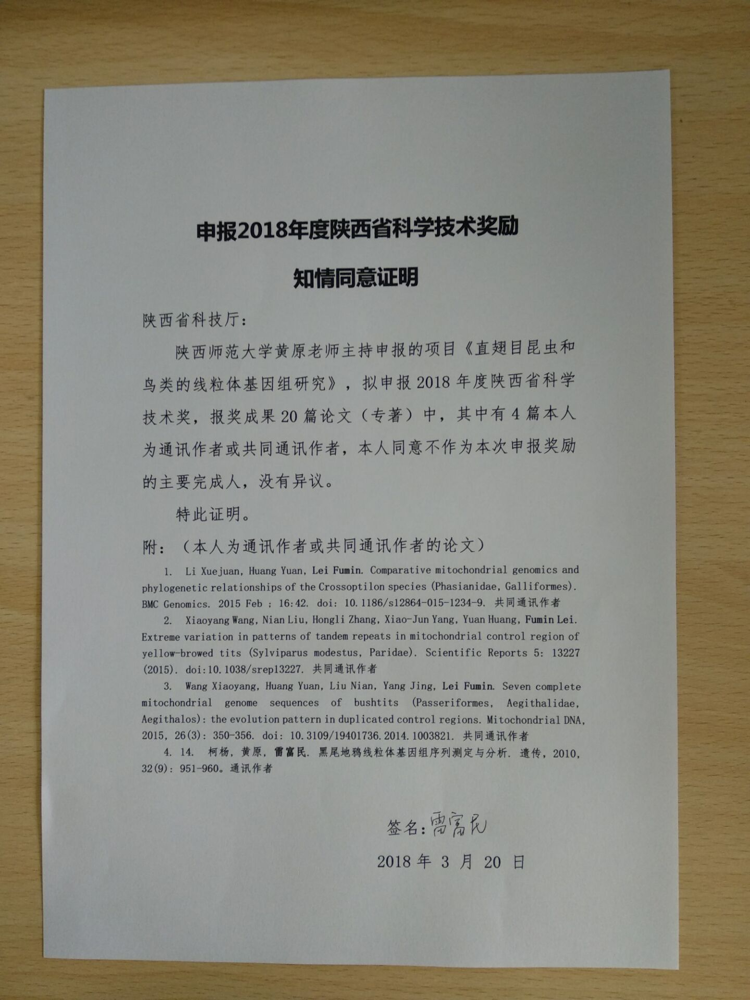 申报2018年度陕西省科学技术奖励
知情同意证明
陕西省科技厅：
陕西师范大学黄原老师主持申报的项目《直翅目昆虫和
鸟类的线粒体基因组研究》，拟申报 2018 年度陕西省科学
技术奖，报奖成果 20 篇论文（专著）中，其中有 4 篇本人
为通讯作者或共同通讯作者，本人同意不作为本次申报奖励
的主要完成人，没有异议。
特此证明。
附：（本人为通讯作者或共同通讯作者的论文）
1. Li Xuejuan, Huang Yuan, Lei Fumin. Comparative mitochondrial genomics and
phylogenetic relationships of the Crossoptilon species (Phasianidae, Galliformes).
BMC Genomics. 2015 Feb ; 16:42. doi: 10.1186/s12864-015-1234-9. 共同通讯作者
2. Xiaoyang Wang, Nian Liu, Hongli Zhang, Xiao-Jun Yang, Yuan Huang, Fumin Lei.
Extreme variation in patterns of tandem repeats in mitochondrial control region of
yellow-browed tits (Sylviparus modestus, Paridae). Scientific Reports 5: 13227
(2015). doi:10.1038/srep13227. 共同通讯作者
3. Wang Xiaoyang, Huang Yuan, Liu Nian, Yang Jing, Lei Fumin. Seven complete
mitochondrial genome sequences of bushtits (Passeriformes, Aegithalidae,
Aegithalos): the evolution pattern in duplicated control regions. Mitochondrial DNA,
2015, 26(3): 350-356. doi: 10.3109/19401736.2014.1003821. 共同通讯作者
4. 14. 柯杨, 黄原, 雷富民. 黑尾地鸦线粒体基因组序列测定与分析. 遗传, 2010,
32(9): 951-960。通讯作者
签名：雷富民
2018 年 3 月 20 日